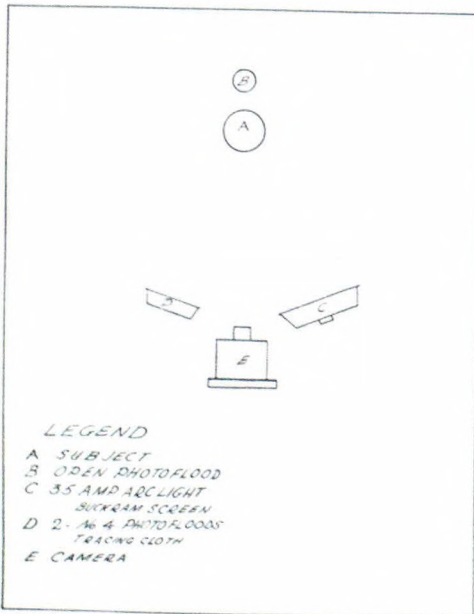 B
A
D
C
E
LEGEND
A SUBJECT
B OPEN PHOTOFLOOD
C 35 AMP ARC LIGHT
BUCKRAM SCREEN
D 2 - No 4 PHOTOFLOODS
TRACING CLOTH
E CAMERA